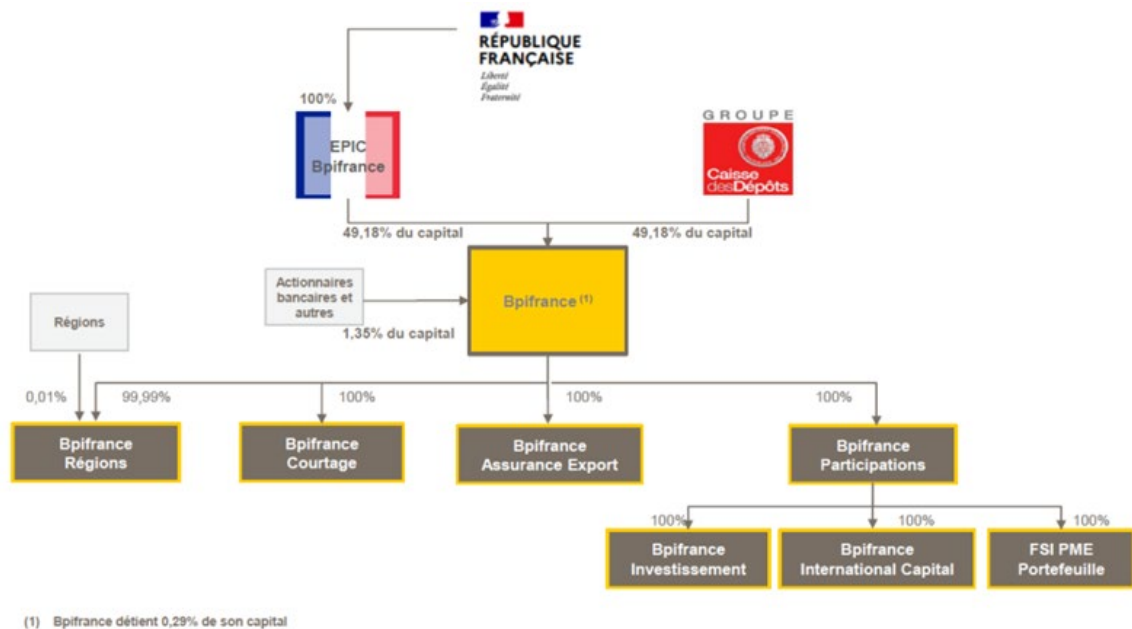 RÉPUBLIQUE
FRANÇAISE
Liberté
Égalité
Fraternité
100%
EPIC
Bpifrance
GROUPE
Caisse
desDépôts
49,18% du capital
49,18% du capital
Actionnaires
bancaires et
autres
Bpifrance (1)
1,35% du capital
Régions
0,01%
99,99%
100%
100%
100%
Bpifrance
Régions
Bpifrance
Courtage
Bpifrance
Assurance Export
Bpifrance
Participations
100%
100%
100%
Bpifrance
Investissement
Bpifrance
International Capital
FSI PME
Portefeuille
(1) Bpifrance détient 0,29% de son capital